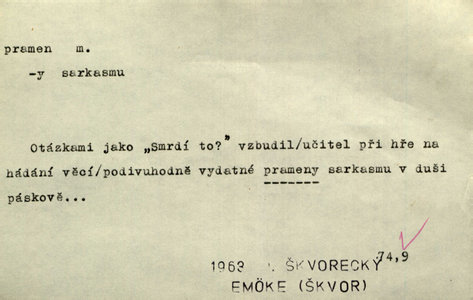 pramen m.
-y sarkasmu
Otázkami jako „Smrdí to?" vzbudil/učitel při hře na
hádání věcí/podivuhodně vydatné prameny sarkasmu v duši
páskově...
74,9
1963 . ŠKVORECKÝ
EMÖKE (ŠKVOR)